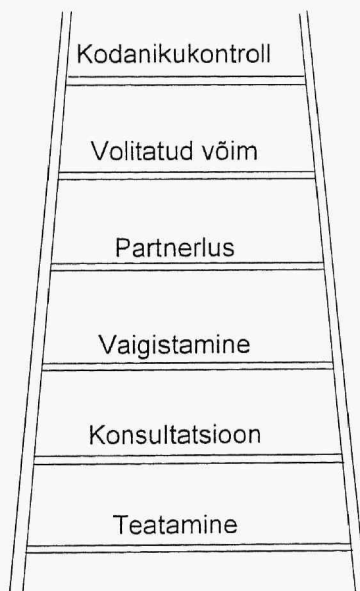 Kodanikukontroll
Volitatud võim
Partnerlus
Vaigistamine
Konsultatsioon
Teatamine